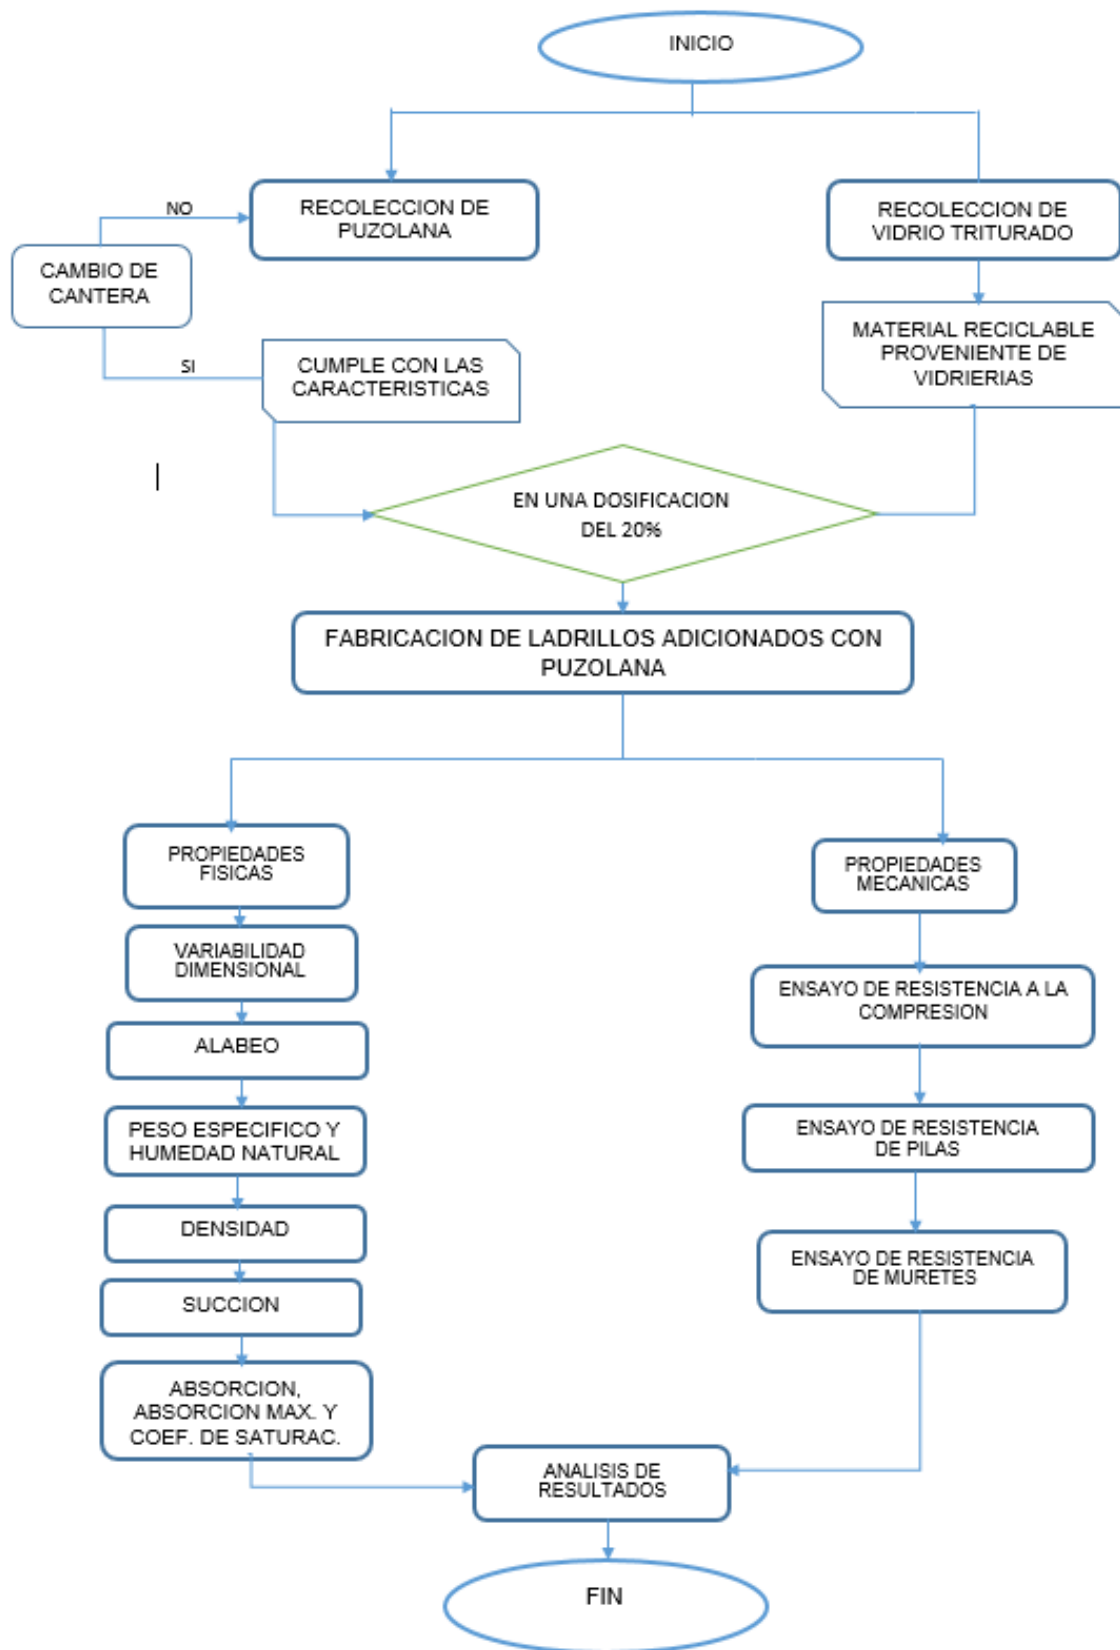 INICIO
RECOLECCION DE
PUZOLANA
RECOLECCION DE
VIDRIO TRITURADO
NO
CAMBIO DE
CANTERA
SI
CUMPLE CON LAS
CARACTERISTICAS
MATERIAL RECICLABLE
PROVENIENTE DE
VIDRIERIAS
EN UNA DOSIFICACION
DEL 20%
FABRICACION DE LADRILLOS ADICIONADOS CON
PUZOLANA
PROPIEDADES
FISICAS
VARIABILIDAD
DIMENSIONAL
ALABEO
PESO ESPECIFICO Y
HUMEDAD NATURAL
DENSIDAD
SUCCION
ABSORCION,
ABSORCION MAX. Y
COEF. DE SATURAC.
PROPIEDADES
MECANICAS
ENSAYO DE RESISTENCIA A LA
COMPRESION
ENSAYO DE RESISTENCIA
DE PILAS
ENSAYO DE RESISTENCIA
DE MURETES
ANALISIS DE
RESULTADOS
FIN